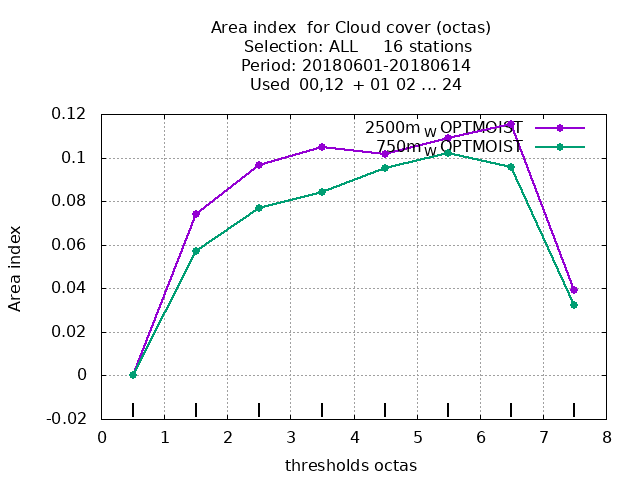 Area index  for Cloud cover (octas)
Selection: ALL     16 stations
Period: 20180601-20180614
Used  00,12  + 01 02 ... 24
2500m W OPTMOIST
750m W OPTMOIST
0.12
0.1
0.08
0.06
0.04
0.02
0
-0.02
Area index
0 1 2 3 4 5 6 7 8
thresholds octas